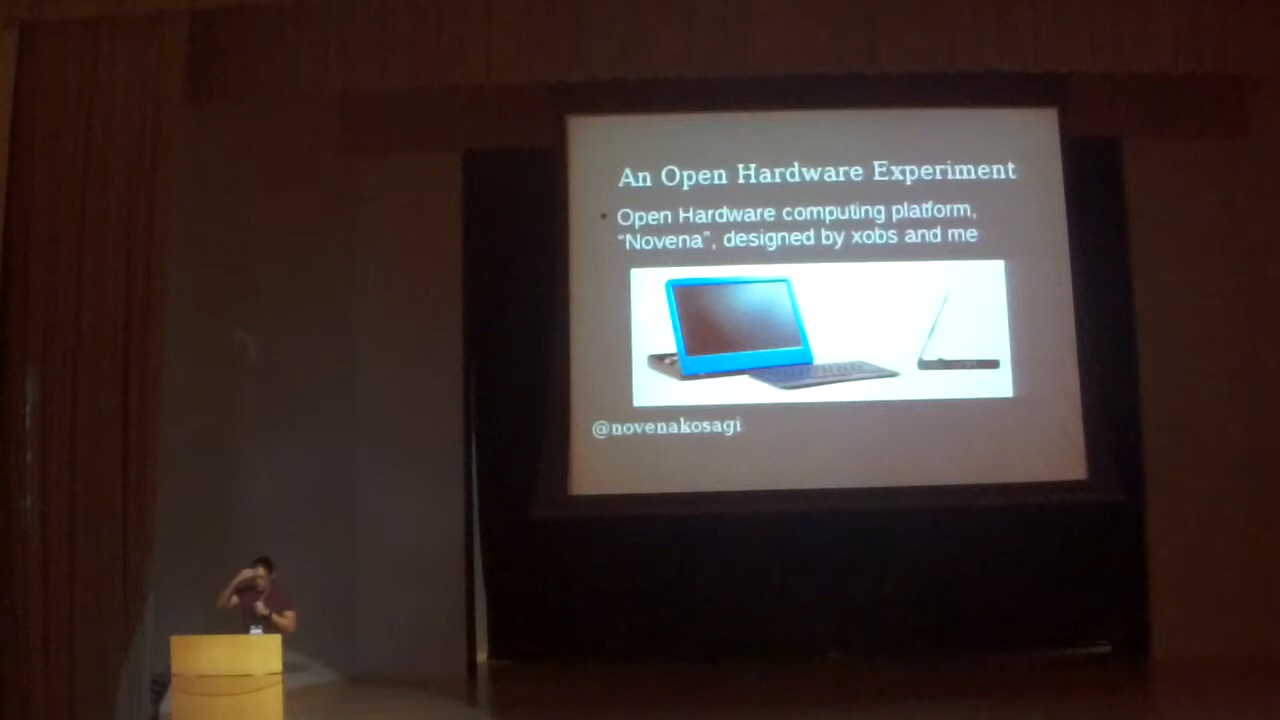 An Open Hardware Experiment
• Open Hardware computing platform,
“Novena”, designed by xobs and me
@novenakosagi